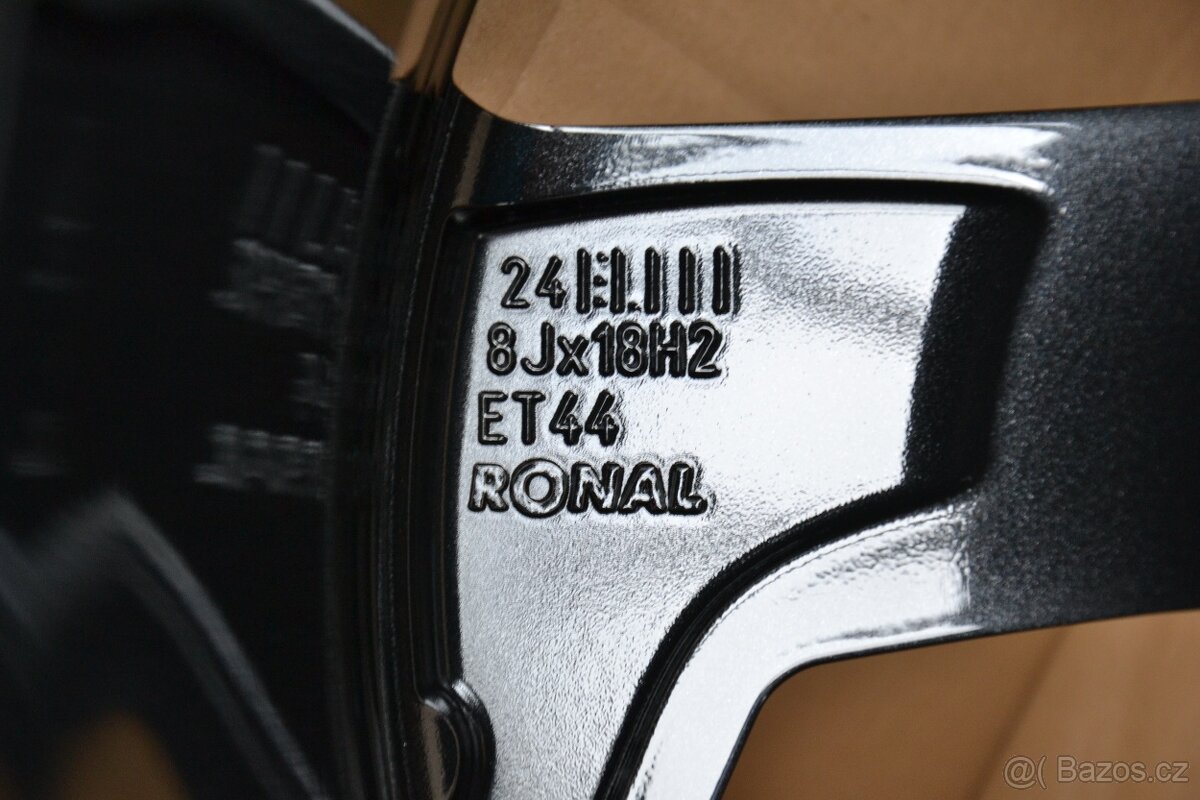 24
8Jx18H2
ET44
RONAL
@( Bazos.cz